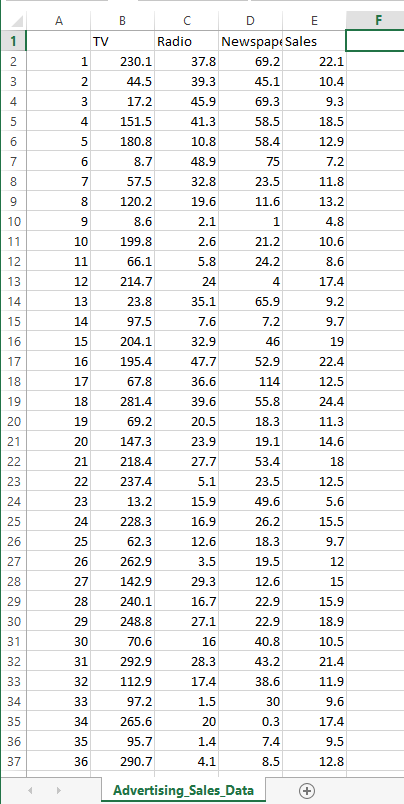 A B C D E F
1 TV Radio Newspape Sales
2 1 230.1 37.8 69.2 22.1
3 2 44.5 39.3 45.1 10.4
4 3 17.2 45.9 69.3 9.3
5 4 151.5 41.3 58.5 18.5
6 5 180.8 10.8 58.4 12.9
7 6 8.7 48.9 75 7.2
8 7 57.5 32.8 23.5 11.8
9 8 120.2 19.6 11.6 13.2
10 9 8.6 2.1 1 4.8
11 10 199.8 2.6 21.2 10.6
12 11 66.1 5.8 24.2 8.6
13 12 214.7 24 4 17.4
14 13 23.8 35.1 65.9 9.2
15 14 97.5 7.6 7.2 9.7
16 15 204.1 32.9 46 19
17 16 195.4 47.7 52.9 22.4
18 17 67.8 36.6 114 12.5
19 18 281.4 39.6 55.8 24.4
20 19 69.2 20.5 18.3 11.3
21 20 147.3 23.9 19.1 14.6
22 21 218.4 27.7 53.4 18
23 22 237.4 5.1 23.5 12.5
24 23 13.2 15.9 49.6 5.6
25 24 228.3 16.9 26.2 15.5
26 25 62.3 12.6 18.3 9.7
27 26 262.9 3.5 19.5 12
28 27 142.9 29.3 12.6 15
29 28 240.1 16.7 22.9 15.9
30 29 248.8 27.1 22.9 18.9
31 30 70.6 16 40.8 10.5
32 31 292.9 28.3 43.2 21.4
33 32 112.9 17.4 38.6 11.9
34 33 97.2 1.5 30 9.6
35 34 265.6 20 0.3 17.4
36 35 95.7 1.4 7.4 9.5
37 36 290.7 4.1 8.5 12.8
Advertising_Sales_Data